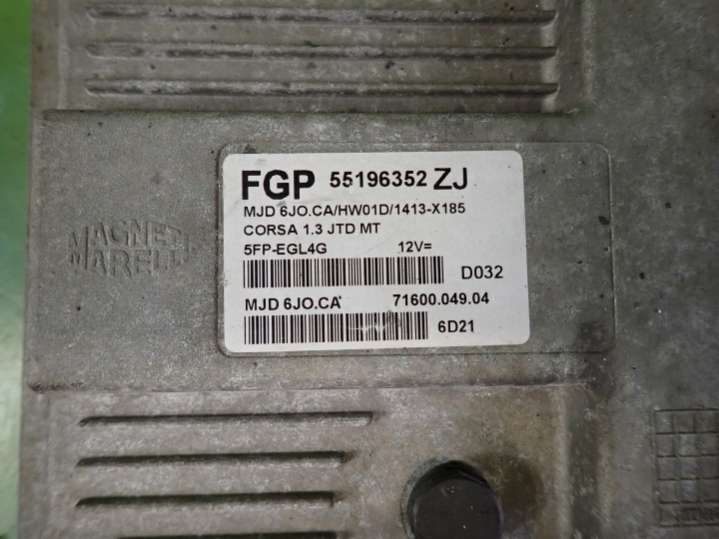 MAGNETI
MARELLI
FGP 55196352 ZJ
MJD 6JO.CA/HW01D/1413-X185
CORSA 1.3 JTD MT
5FP-EGL4G 12V=
D032
MJD 6JO.CA 71600.049.04
6D21